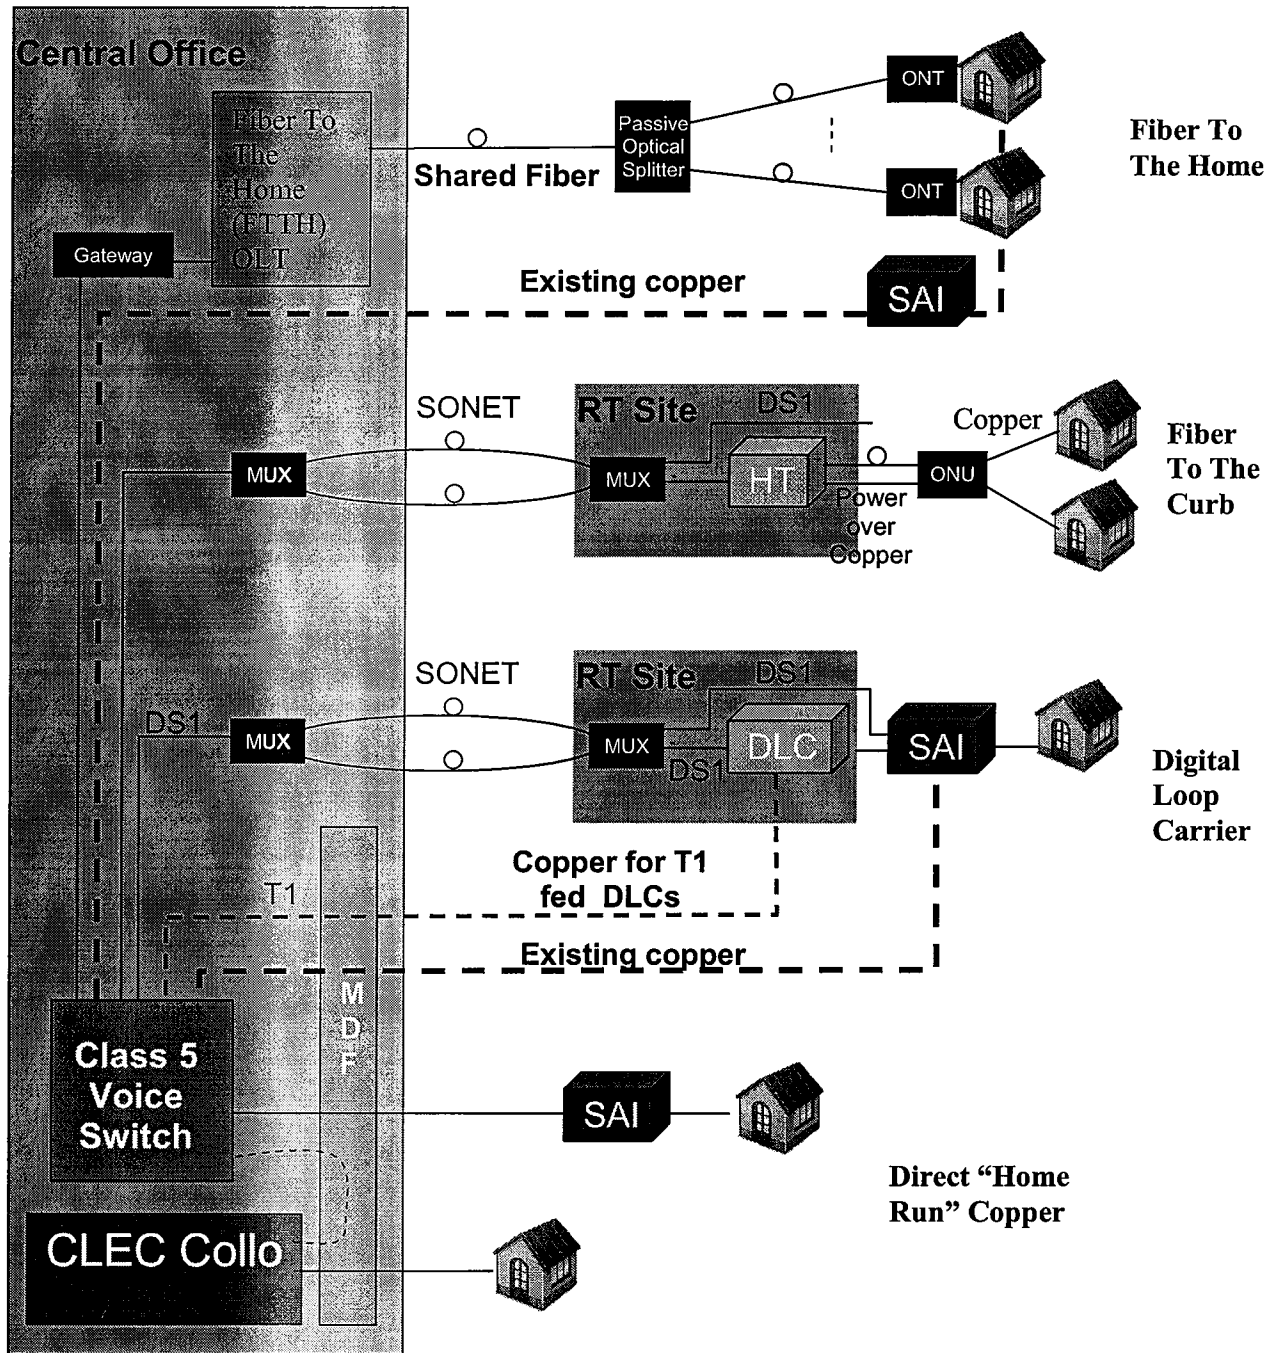 Central Office
Fiber To
The
Home
(FTTH)
OLT
Gateway
Shared Fiber
Passive
Optical
Splitter
ONT
ONT
Fiber To
The Home
Existing copper
SAI
SONET
MUX
RT Site
DS1
MUX
HT
Power
over
Copper
ONU
Copper
Fiber
To The
Curb
SONET
DS1
MUX
RT Site
DS1
MUX
DS1
DLC
SAI
Digital
Loop
Carrier
Copper for T1
fed DLCs
T1
Existing copper
M
D
F
Class 5
Voice
Switch
SAI
Direct “Home
Run” Copper
CLEC Collo